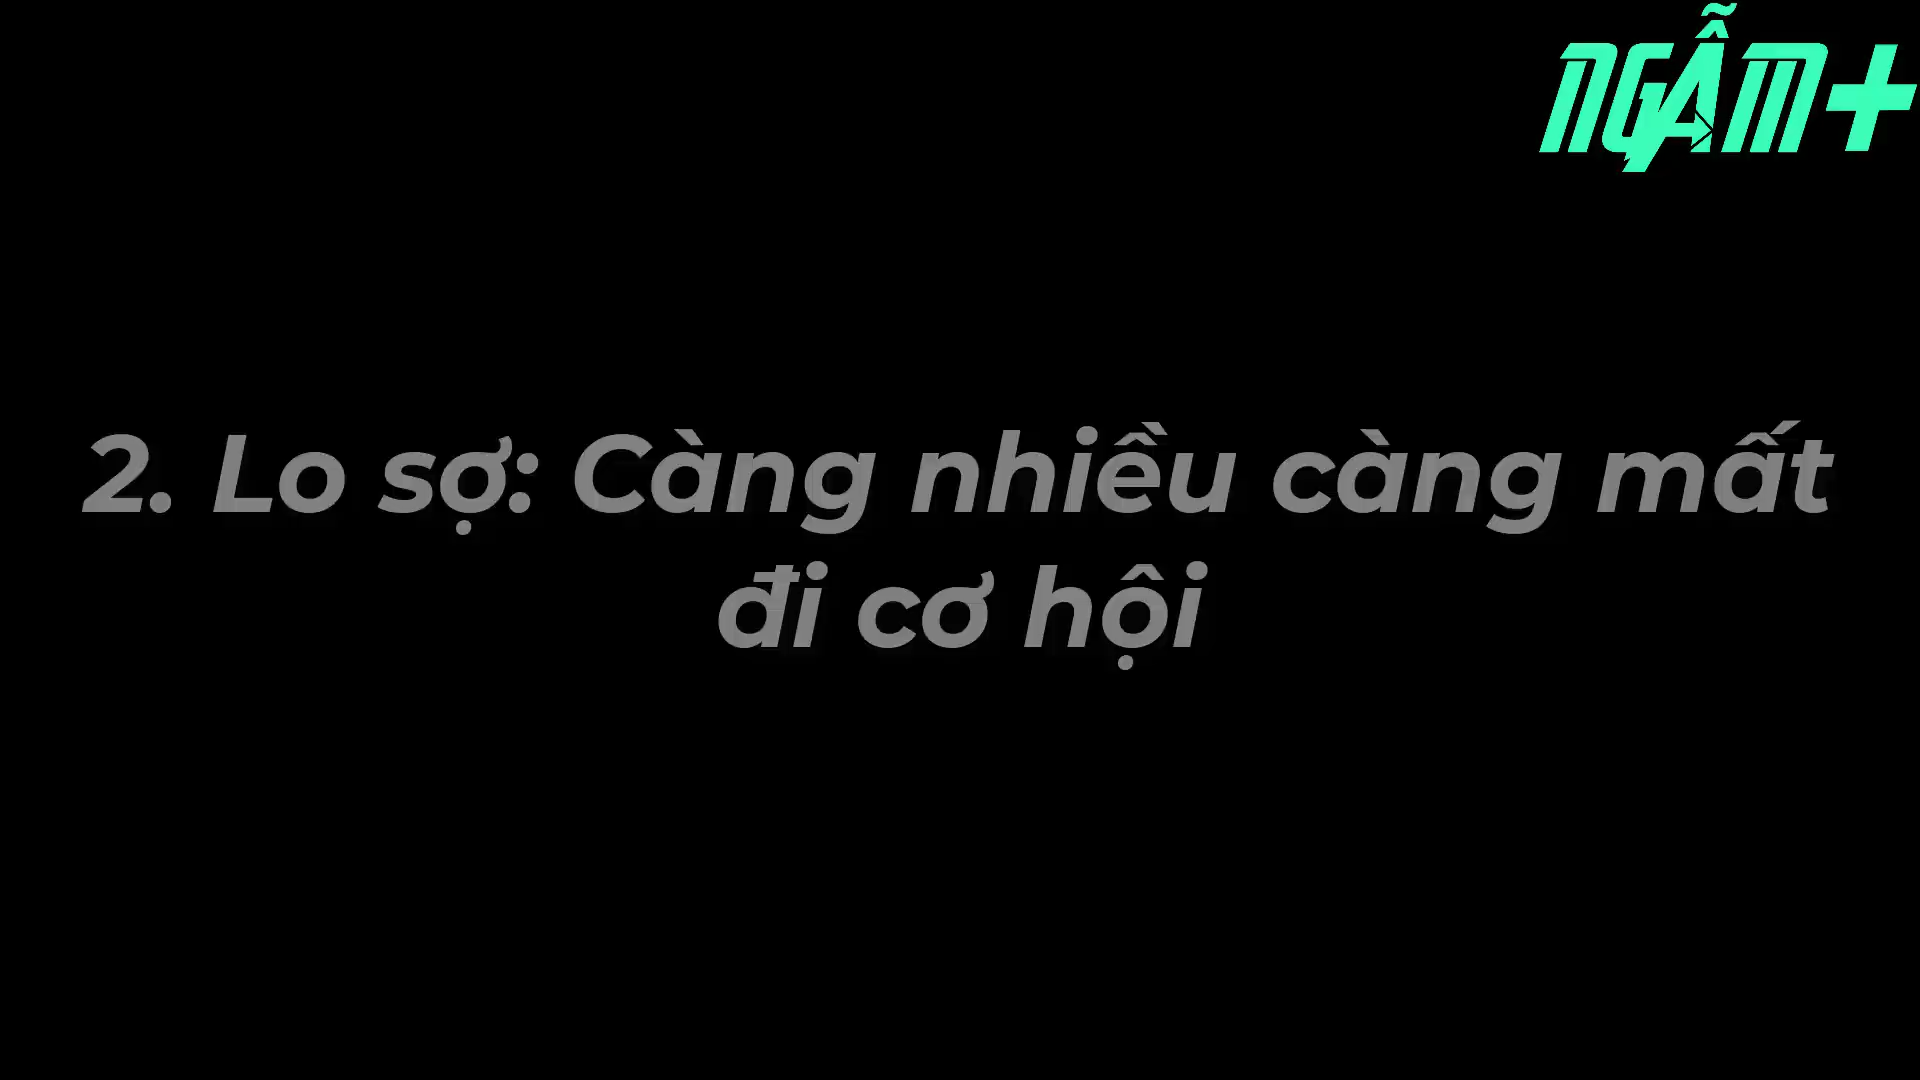 NGẪM+
2. Lo sợ: Càng nhiều càng mất
đi cơ hội